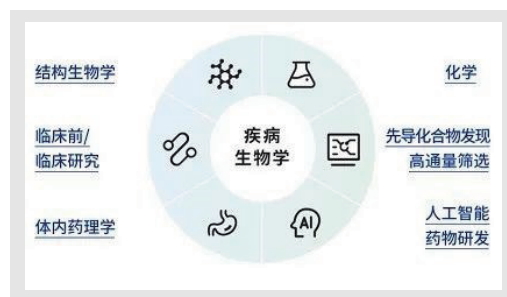 结构生物学
化学
临床前/
临床研究
疾病
生物学
先导化合物发现
高通量筛选
体内药理学
AI
人工智能
药物研发